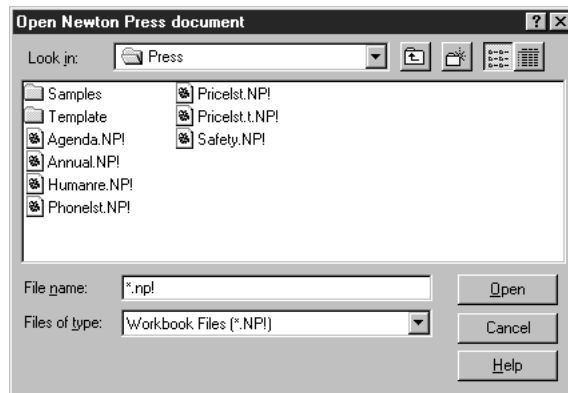 Open Newton Press document
Look in: Press
Samples
Template
Agenda.NP!
Annual.NP!
Humanre.NP!
Phonelst.NP!
Pricelst.NP!
Pricelst.t.NP!
Safety.NP!
File name: *.np! Open
Files of type: Workbook Files (*.NP!) Cancel
Help